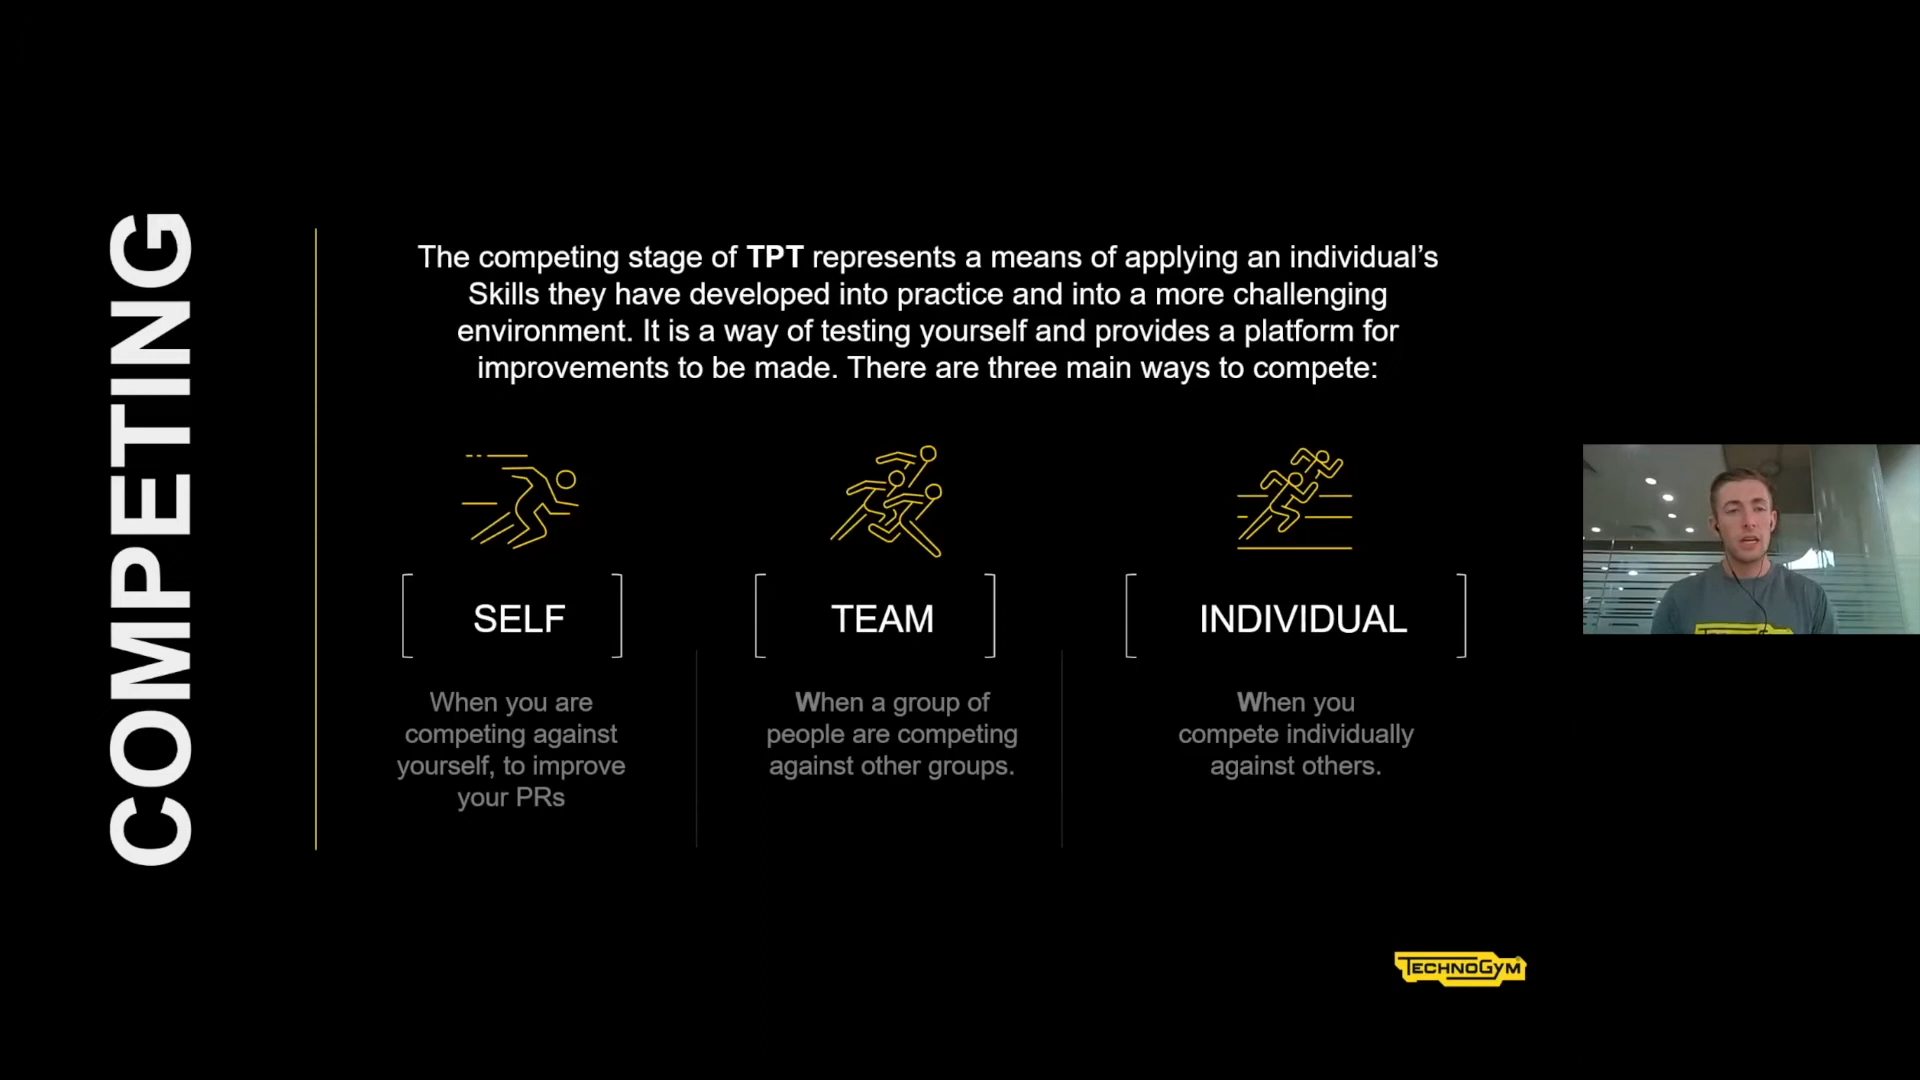 COMPETING
The competing stage of TPT represents a means of applying an individual’s
Skills they have developed into practice and into a more challenging
environment. It is a way of testing yourself and provides a platform for
improvements to be made. There are three main ways to compete:
SELF
When you are
competing against
yourself, to improve
your PRs
TEAM
When a group of
people are competing
against other groups.
INDIVIDUAL
When you
compete individually
against others.
TECHNOGYM